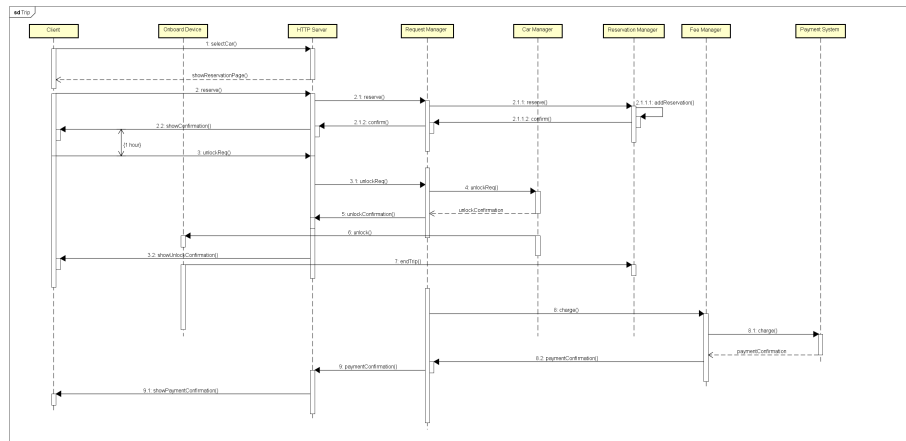 sd Trip
Client
Onboard Device
HTTP Server
Request Manager
Car Manager
Reservation Manager
Fee Manager
Payment System
1: selectCar()
showReservationPage()
2: reserve()
2.1: reserve()
2.1.1: reserve()
2.1.1.1: addReservation()
2.1.1.2: confirm()
2.1.2: confirm()
2.2: showConfirmation()
{1 hour}
3: unlockReq()
3.1: unlockReq()
4: unlockReq()
unlockConfirmation
5: unlockConfirmation()
6: unlock()
3.2: showUnlockConfirmation()
7: endTrip()
8: charge()
8.1: charge()
paymentConfirmation
8.2: paymentConfirmation()
9: paymentConfirmation()
9.1: showPaymentConfirmation()